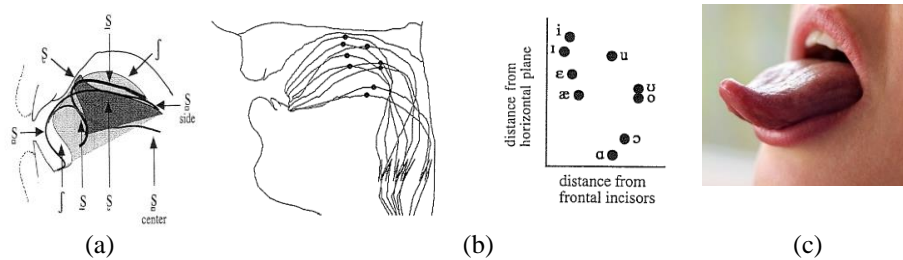 S
S
S
S
side
S
S
S
center
distance from
horizontal plane
i
ɪ
ɛ
æ
u
ʊ
o
ɔ
ɑ
distance from
frontal incisors
(a)
(b)
(c)